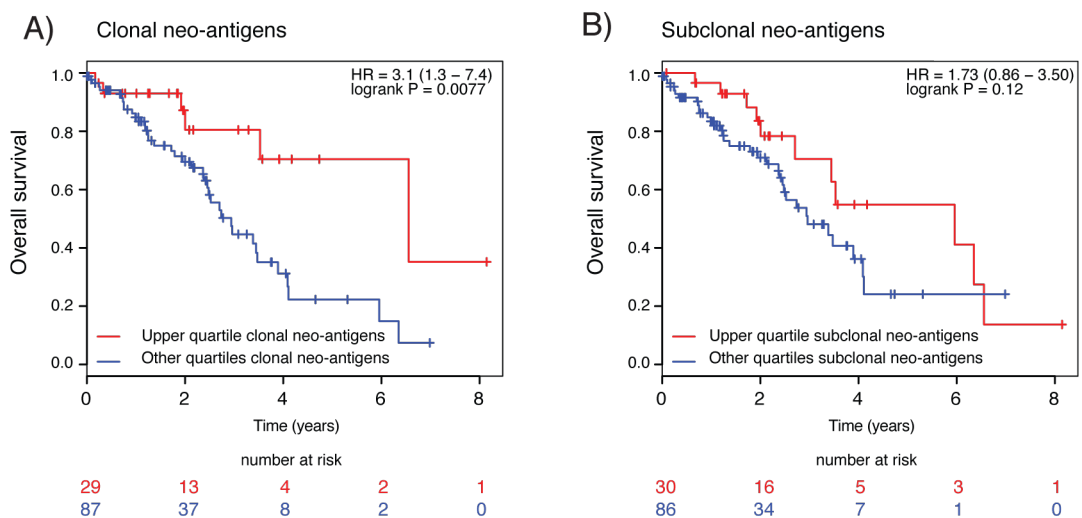 A) Clonal neo-antigens
HR = 3.1 (1.3 – 7.4)
logrank P = 0.0077
Overall survival
1.0
0.8
0.6
0.4
0.2
0.0
Upper quartile clonal neo-antigens
Other quartiles clonal neo-antigens
0 2 4 6 8
Time (years)
number at risk
29 13 4 2 1
87 37 8 2 0
B) Subclonal neo-antigens
HR = 1.73 (0.86 – 3.50)
logrank P = 0.12
Overall survival
1.0
0.8
0.6
0.4
0.2
0.0
Upper quartile subclonal neo-antigens
Other quartiles subclonal neo-antigens
0 2 4 6 8
Time (years)
number at risk
30 16 5 3 1
86 34 7 1 0